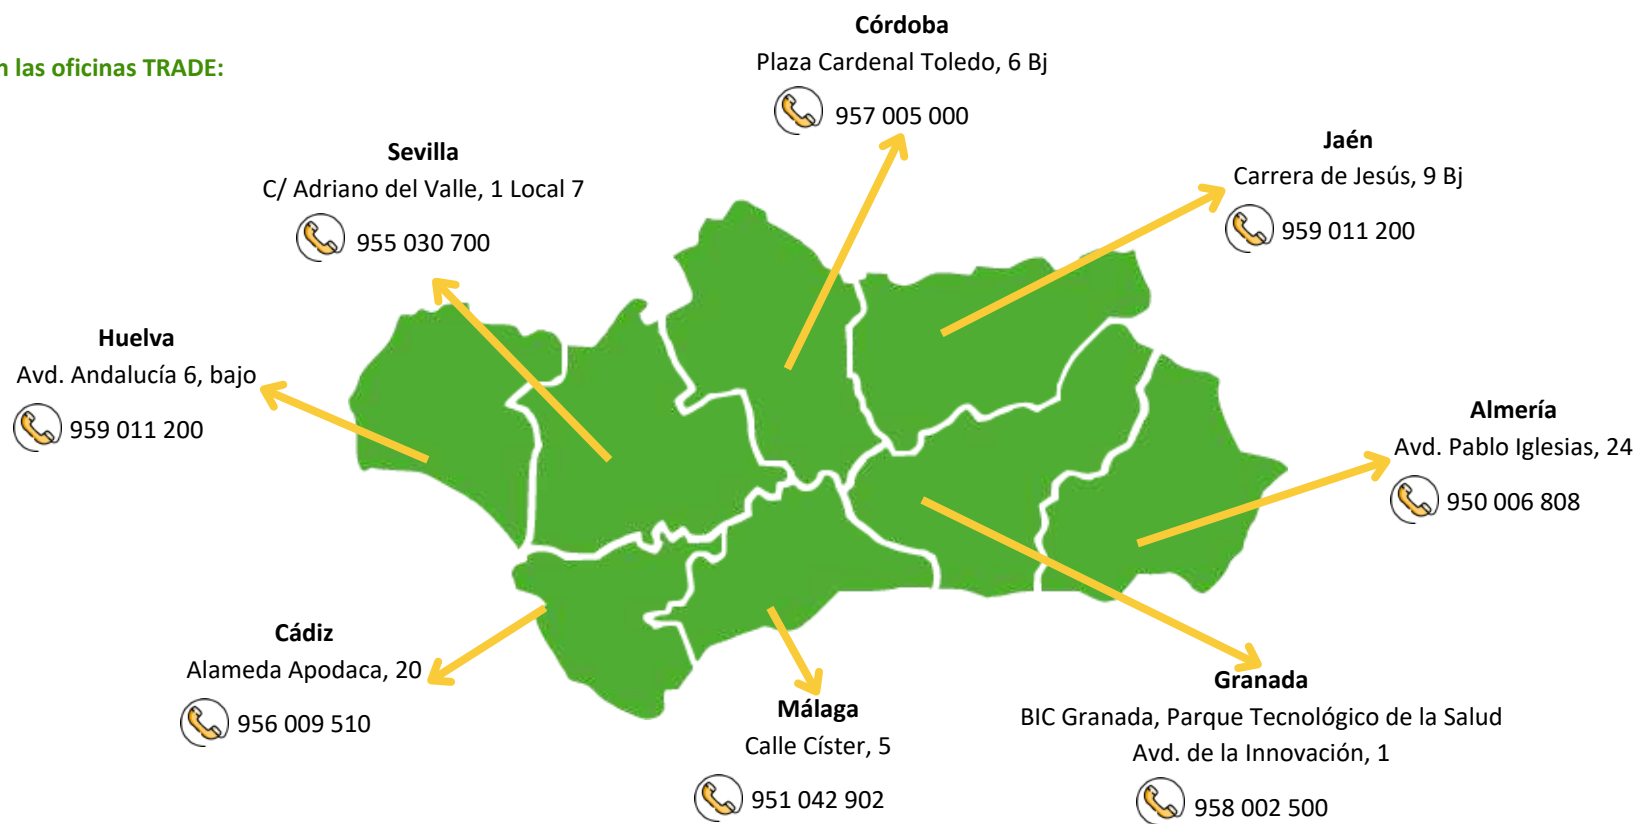 n las oficinas TRADE:
Córdoba
Plaza Cardenal Toledo, 6 Bj
957 005 000
Jaén
Carrera de Jesús, 9 Bj
959 011 200
Sevilla
C/ Adriano del Valle, 1 Local 7
955 030 700
Huelva
Avd. Andalucía 6, bajo
959 011 200
Almería
Avd. Pablo Iglesias, 24
950 006 808
Cádiz
Alameda Apodaca, 20
956 009 510
Málaga
Calle Císter, 5
951 042 902
Granada
BIC Granada, Parque Tecnológico de la Salud
Avd. de la Innovación, 1
958 002 500